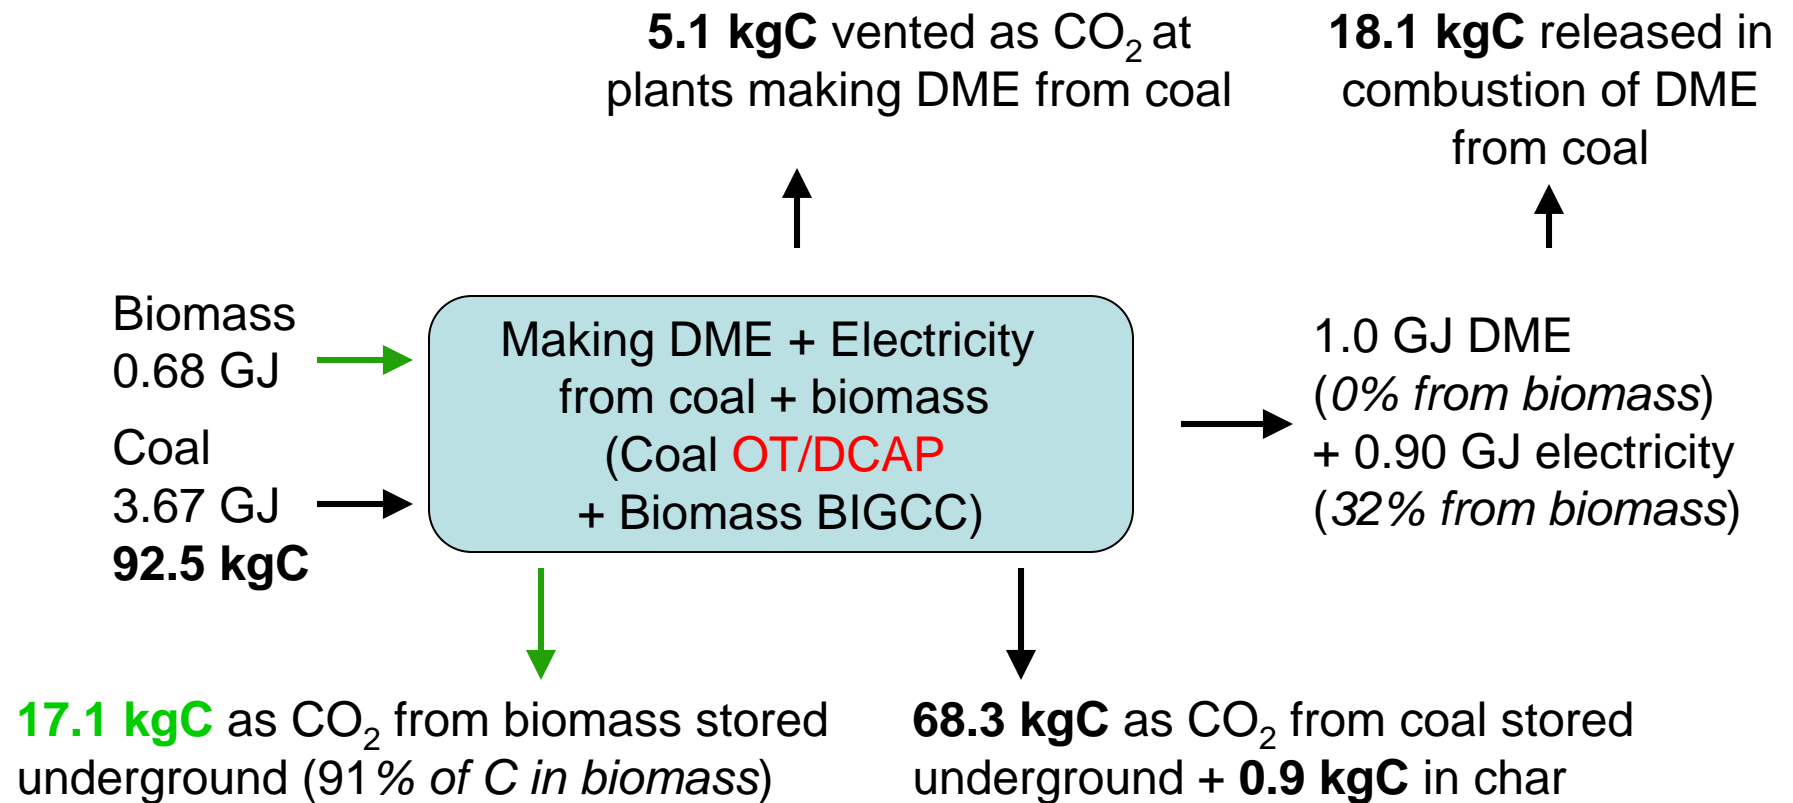 5.1 kgC vented as CO₂ at
plants making DME from coal
18.1 kgC released in
combustion of DME
from coal
Biomass
0.68 GJ
Coal
3.67 GJ
92.5 kgC
Making DME + Electricity
from coal + biomass
(Coal OT/DCAP
+ Biomass BIGCC)
1.0 GJ DME
(0% from biomass)
+ 0.90 GJ electricity
(32% from biomass)
17.1 kgC as CO₂ from biomass stored
underground (91% of C in biomass)
68.3 kgC as CO₂ from coal stored
underground + 0.9 kgC in char